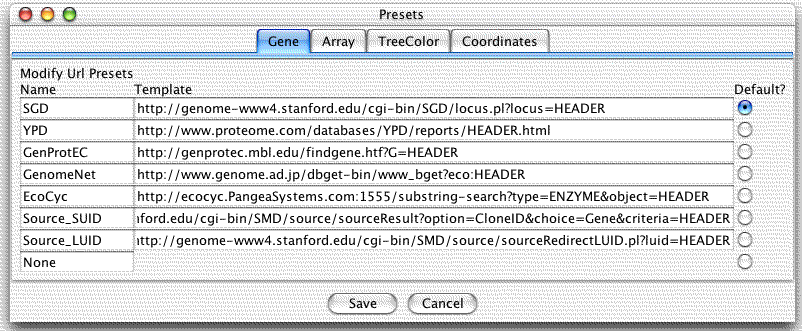 Presets
Gene Array TreeColor Coordinates
Modify Url Presets
Name Template Default?
SGD http://genome-www4.stanford.edu/cgi-bin/SGD/locus.pl?locus=HEADER
YPD http://www.proteome.com/databases/YPD/reports/HEADER.html
GenProtEC http://genprotec.mbl.edu/findgene.htf?G=HEADER
GenomeNet http://www.genome.ad.jp/dbget-bin/www_bget?eco:HEADER
EcoCyc http://ecocyc.PangeaSystems.com:1555/substring-search?type=ENZYME&object=HEADER
Source_SUID nford.edu/cgi-bin/SMD/source/sourceResult?option=CloneID&choice=Gene&criteria=HEADER
Source_LUID http://genome-www4.stanford.edu/cgi-bin/SMD/source/sourceRedirectLUID.pl?luid=HEADER
None
Save Cancel